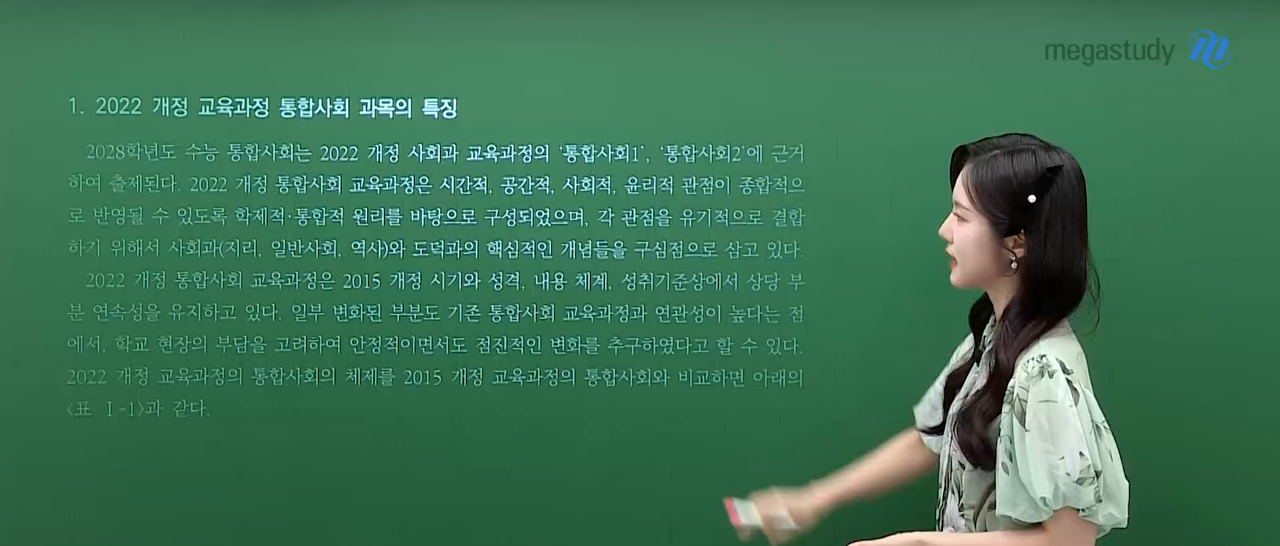 megastudy
1. 2022 개정 교육과정 통합사회 과목의 특징
2028학년도 수능 통합사회는 2022 개정 사회과 교육과정의 ‘통합사회1’, ‘통합사회2’에 근거
하여 출제된다. 2022 개정 통합사회 교육과정은 시간적, 공간적, 사회적, 윤리적 관점이 종합적으
로 반영될 수 있도록 학제적·통합적 원리를 바탕으로 구성되었으며, 각 관점을 유기적으로 결합
하기 위해서 사회과(지리, 일반사회, 역사)와 도덕과의 핵심적인 개념들을 구심점으로 삼고 있다.
2022 개정 통합사회 교육과정은 2015 개정 시기와 성격, 내용 체계, 성취기준상에서 상당 부
분 연속성을 유지하고 있다. 일부 변화된 부분도 기존 통합사회 교육과정과 연관성이 높다는 점
에서, 학교 현장의 부담을 고려하여 안정적이면서도 점진적인 변화를 추구하였다고 할 수 있다.
2022 개정 교육과정의 통합사회의 체제를 2015 개정 교육과정의 통합사회와 비교하면 아래의
〈표 Ⅰ-1〉과 같다.